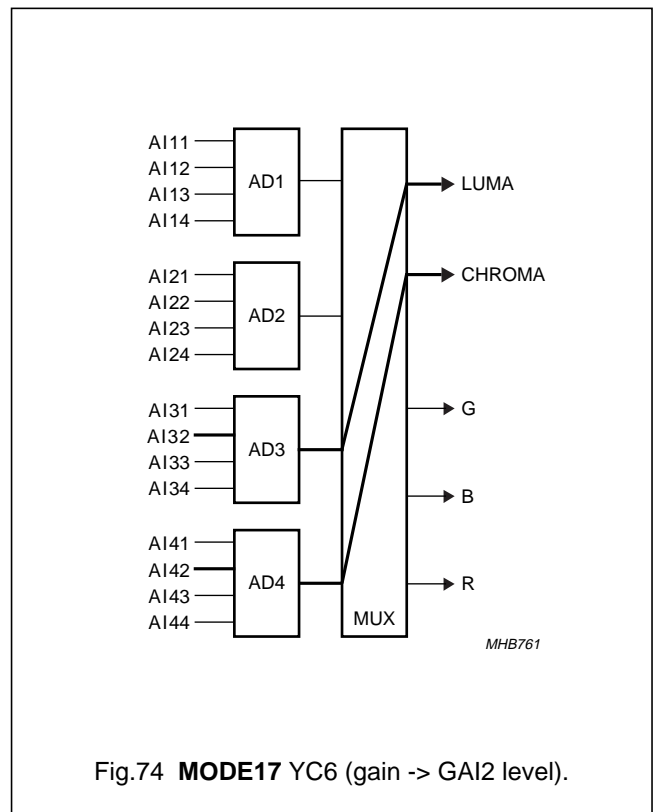 AI11
AI12
AI13
AI14
AD1
LUMA
CHROMA
AI21
AI22
AI23
AI24
AD2
AI31
AI32
AI33
AI34
AD3
G
B
AI41
AI42
AI43
AI44
AD4
R
MUX
MHB761
Fig.74 MODE17 YC6 (gain -> GAI2 level).